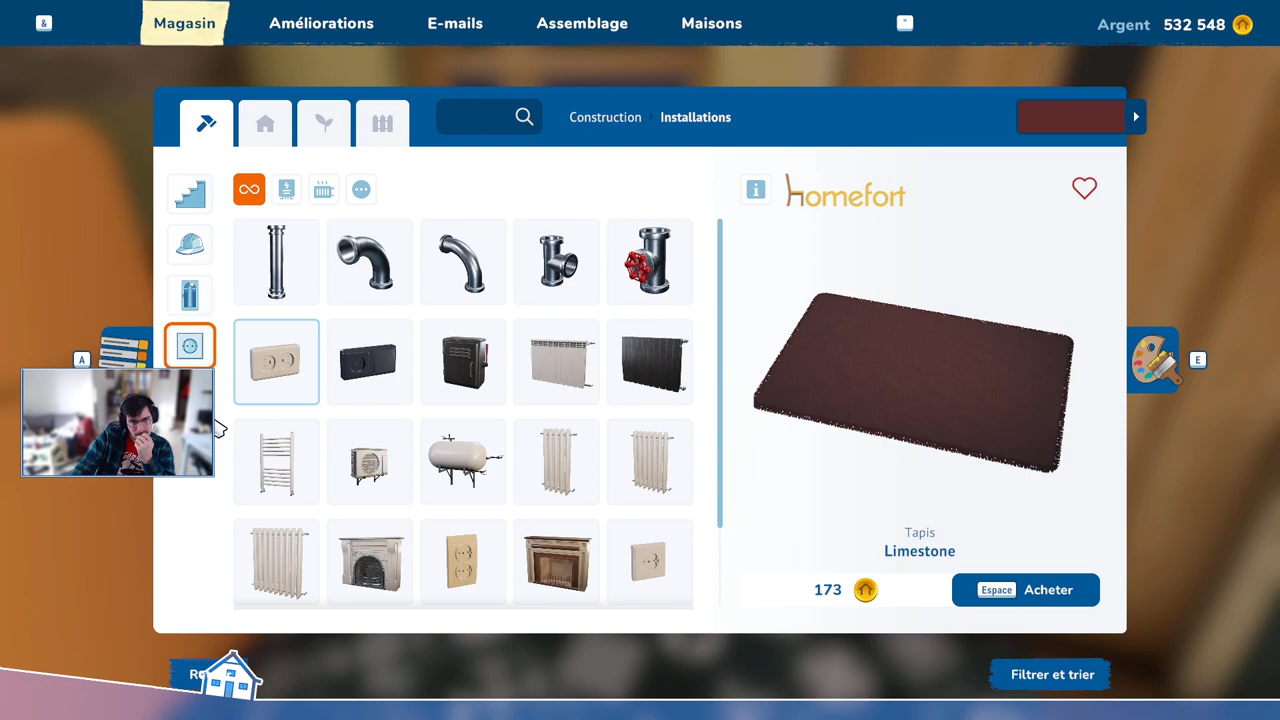 &
Magasin
Améliorations
E-mails
Assemblage
Maisons
"
Argent 532 548
Construction
Installations
homefort
A
E
Tapis
Limestone
173
Espace Acheter
Filtrer et trier